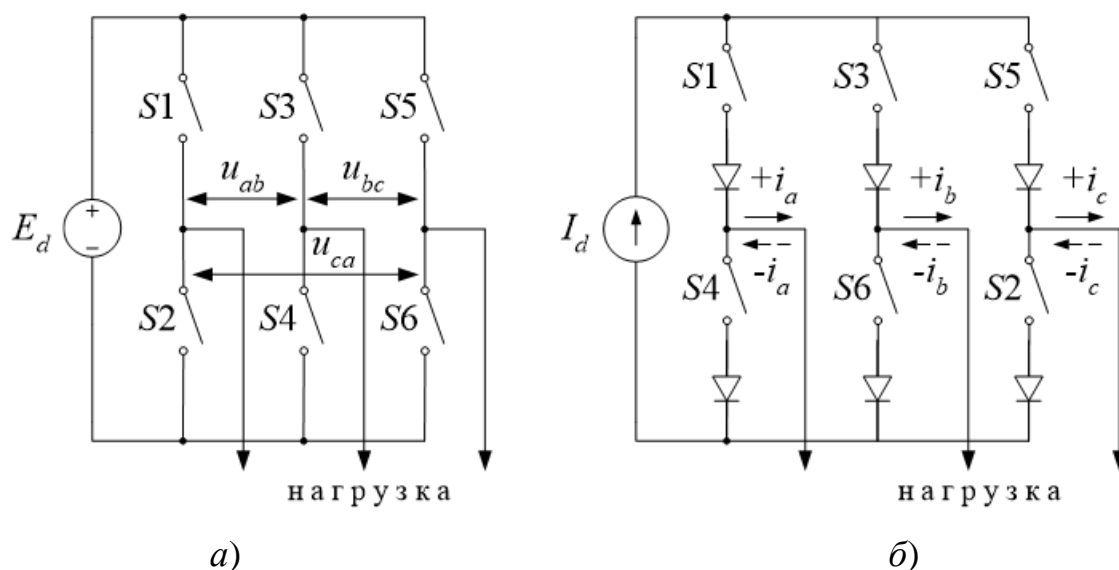 S1 S3 S5
u_ab u_bc
E_d
u_ca
S2 S4 S6
нагрузка
а)
S1 S3 S5
+i_a +i_b +i_c
I_d
-i_a -i_b -i_c
S4 S6 S2
нагрузка
б)